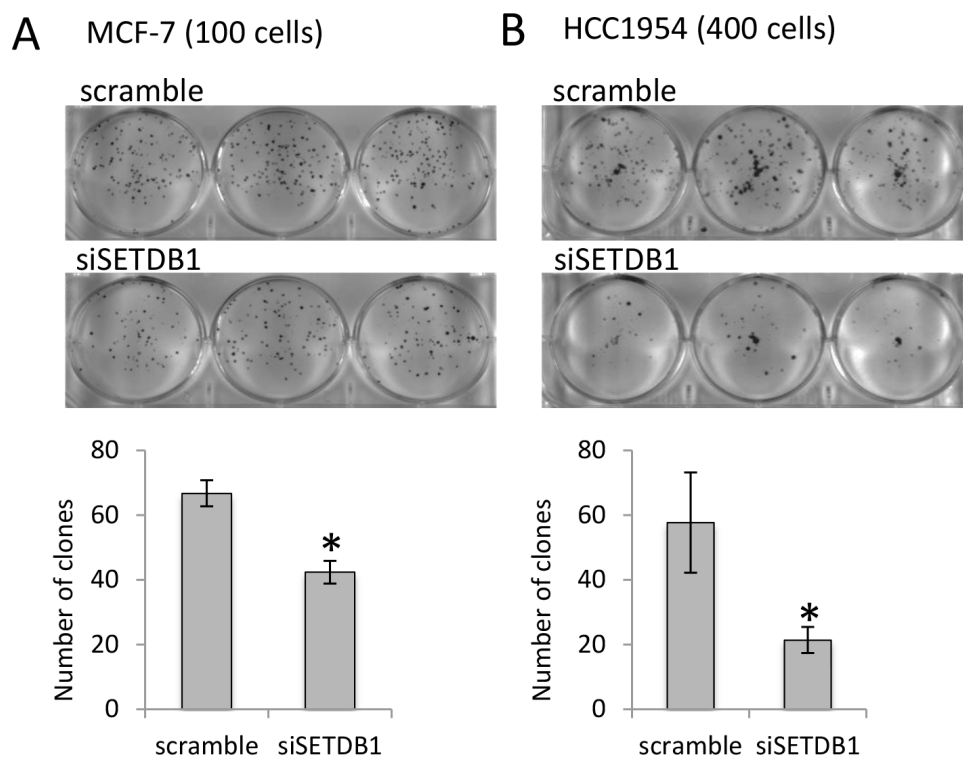 A MCF-7 (100 cells)
scramble
siSETDB1
80
60
40
20
0
Number of clones
*
scramble siSETDB1
B HCC1954 (400 cells)
scramble
siSETDB1
80
60
40
20
0
Number of clones
*
scramble siSETDB1